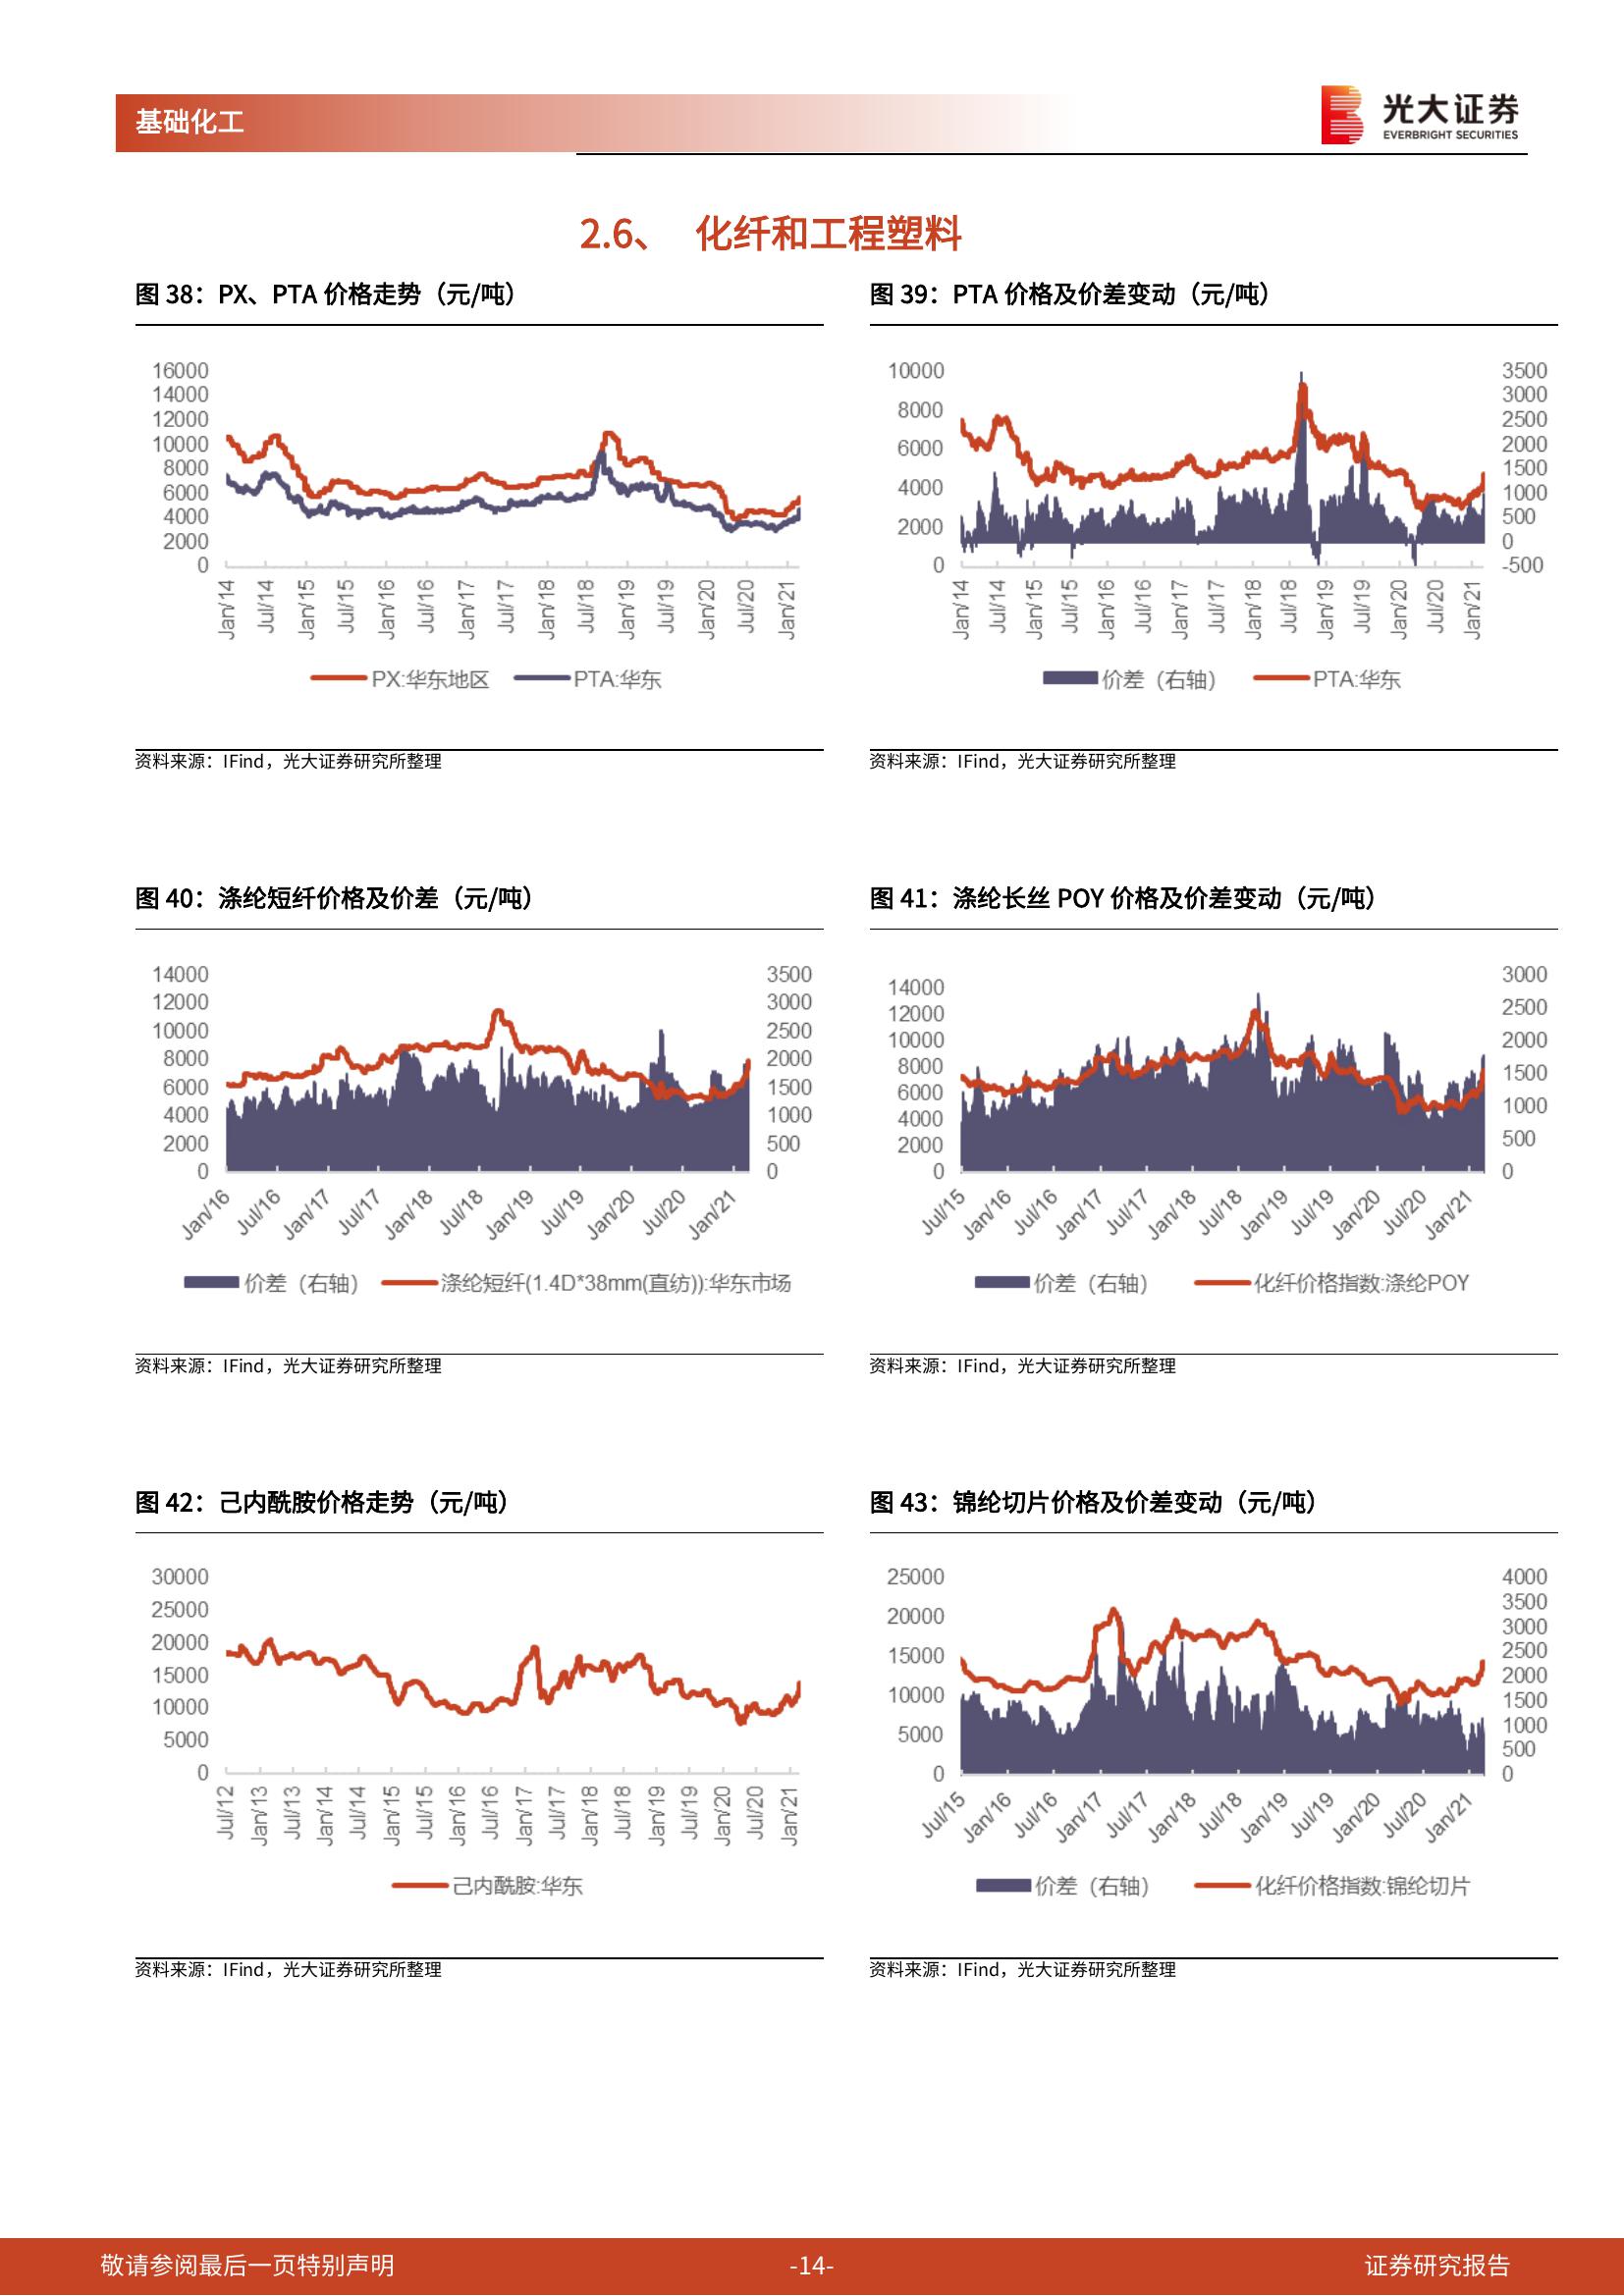 基础化工
光大证券
EVERBRIGHT SECURITIES
2.6、 化纤和工程塑料
图 38：PX、PTA 价格走势（元/吨）
16000
14000
12000
10000
8000
6000
4000
2000
0
Jan/14 Jul/14 Jan/15 Jul/15 Jan/16 Jul/16 Jan/17 Jul/17 Jan/18 Jul/18 Jan/19 Jul/19 Jan/20 Jul/20 Jan/21
PX:华东地区 PTA:华东
资料来源：IFind，光大证券研究所整理
图 39：PTA 价格及价差变动（元/吨）
10000
8000
6000
4000
2000
0
3500
3000
2500
2000
1500
1000
500
0
-500
Jan/14 Jul/14 Jan/15 Jul/15 Jan/16 Jul/16 Jan/17 Jul/17 Jan/18 Jul/18 Jan/19 Jul/19 Jan/20 Jul/20 Jan/21
价差（右轴） PTA:华东
资料来源：IFind，光大证券研究所整理
图 40：涤纶短纤价格及价差（元/吨）
14000
12000
10000
8000
6000
4000
2000
0
3500
3000
2500
2000
1500
1000
500
0
Jan/16 Jul/16 Jan/17 Jul/17 Jan/18 Jul/18 Jan/19 Jul/19 Jan/20 Jul/20 Jan/21
价差（右轴） 涤纶短纤(1.4D*38mm(直纺)):华东市场
资料来源：IFind，光大证券研究所整理
图 41：涤纶长丝 POY 价格及价差变动（元/吨）
14000
12000
10000
8000
6000
4000
2000
0
3000
2500
2000
1500
1000
500
0
Jul/15 Jan/16 Jul/16 Jan/17 Jul/17 Jan/18 Jul/18 Jan/19 Jul/19 Jan/20 Jul/20 Jan/21
价差（右轴） 化纤价格指数:涤纶POY
资料来源：IFind，光大证券研究所整理
图 42：己内酰胺价格走势（元/吨）
30000
25000
20000
15000
10000
5000
0
Jul/12 Jan/13 Jul/13 Jan/14 Jul/14 Jan/15 Jul/15 Jan/16 Jul/16 Jan/17 Jul/17 Jan/18 Jul/18 Jan/19 Jul/19 Jan/20 Jul/20 Jan/21
己内酰胺:华东
资料来源：IFind，光大证券研究所整理
图 43：锦纶切片价格及价差变动（元/吨）
25000
20000
15000
10000
5000
0
4000
3500
3000
2500
2000
1500
1000
500
0
Jul/15 Jan/16 Jul/16 Jan/17 Jul/17 Jan/18 Jul/18 Jan/19 Jul/19 Jan/20 Jul/20 Jan/21
价差（右轴） 化纤价格指数:锦纶切片
资料来源：IFind，光大证券研究所整理
敬请参阅最后一页特别声明 -14- 证券研究报告